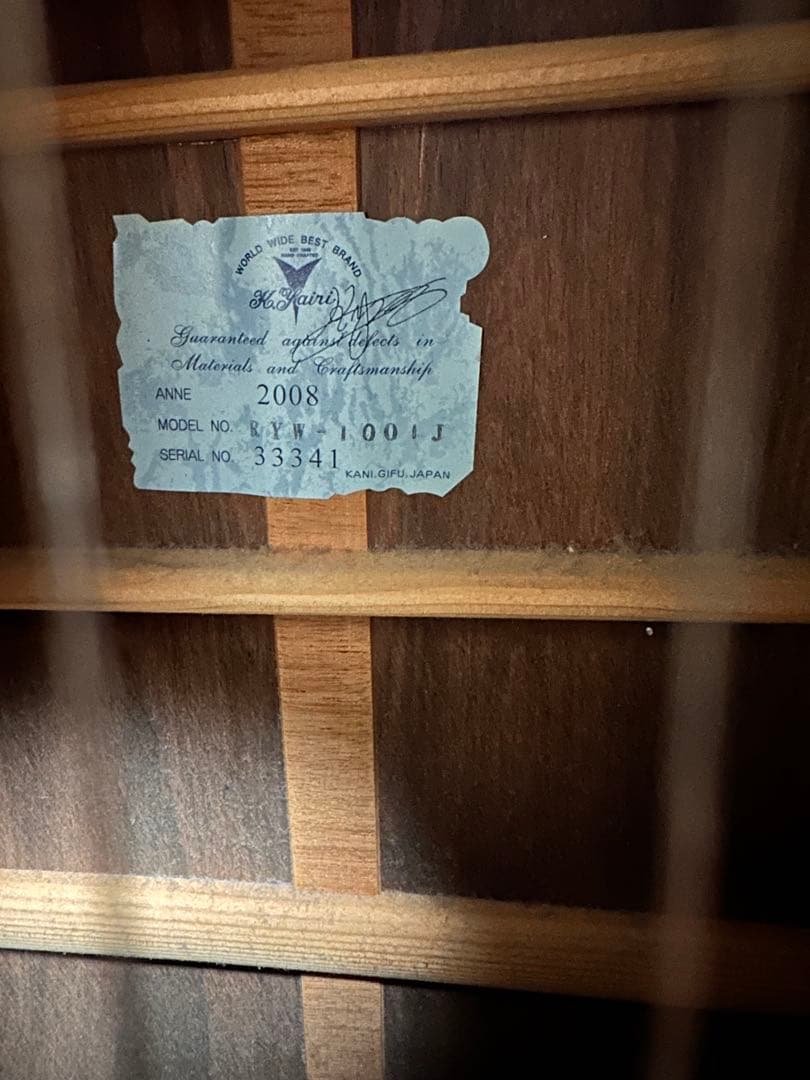 WORLD WIDE BEST BRAND
K.Yairi
Guaranteed against defects in
Materials and Craftsmanship
ANNE 2008
MODEL NO. RYW-1001J
SERIAL NO. 33341
KANI.GIFU.JAPAN